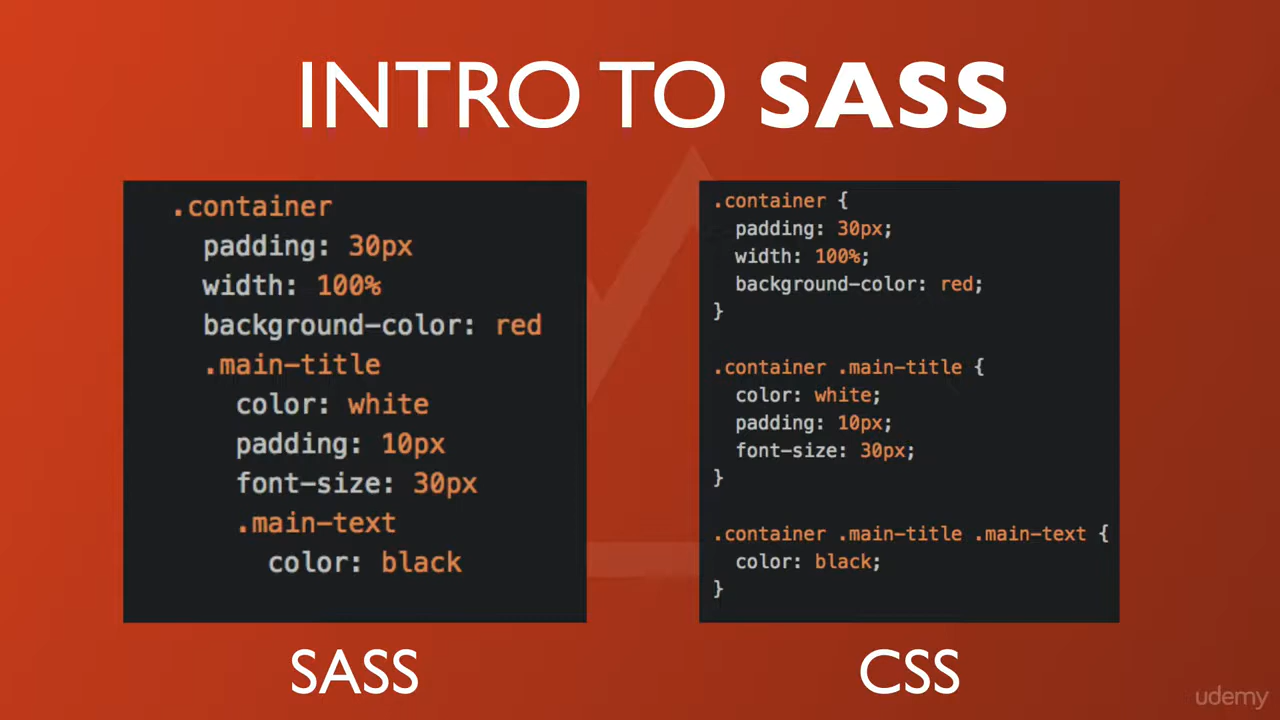 INTRO TO SASS
.container
padding: 30px
width: 100%
background-color: red
.main-title
color: white
padding: 10px
font-size: 30px
.main-text
color: black
SASS
.container {
padding: 30px;
width: 100%;
background-color: red;
}
.container .main-title {
color: white;
padding: 10px;
font-size: 30px;
}
.container .main-title .main-text {
color: black;
}
CSS
udemy